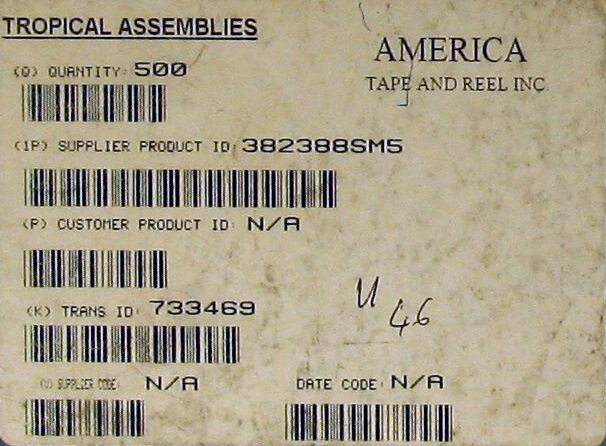 TROPICAL ASSEMBLIES
AMERICA
TAPE AND REEL INC.
(Q) QUANTITY: 500
(1P) SUPPLIER PRODUCT ID: 382388SM5
(P) CUSTOMER PRODUCT ID: N/A
(K) TRANS ID: 733469
U 46
(V) SUPPLIER CODE: N/A
DATE CODE: N/A